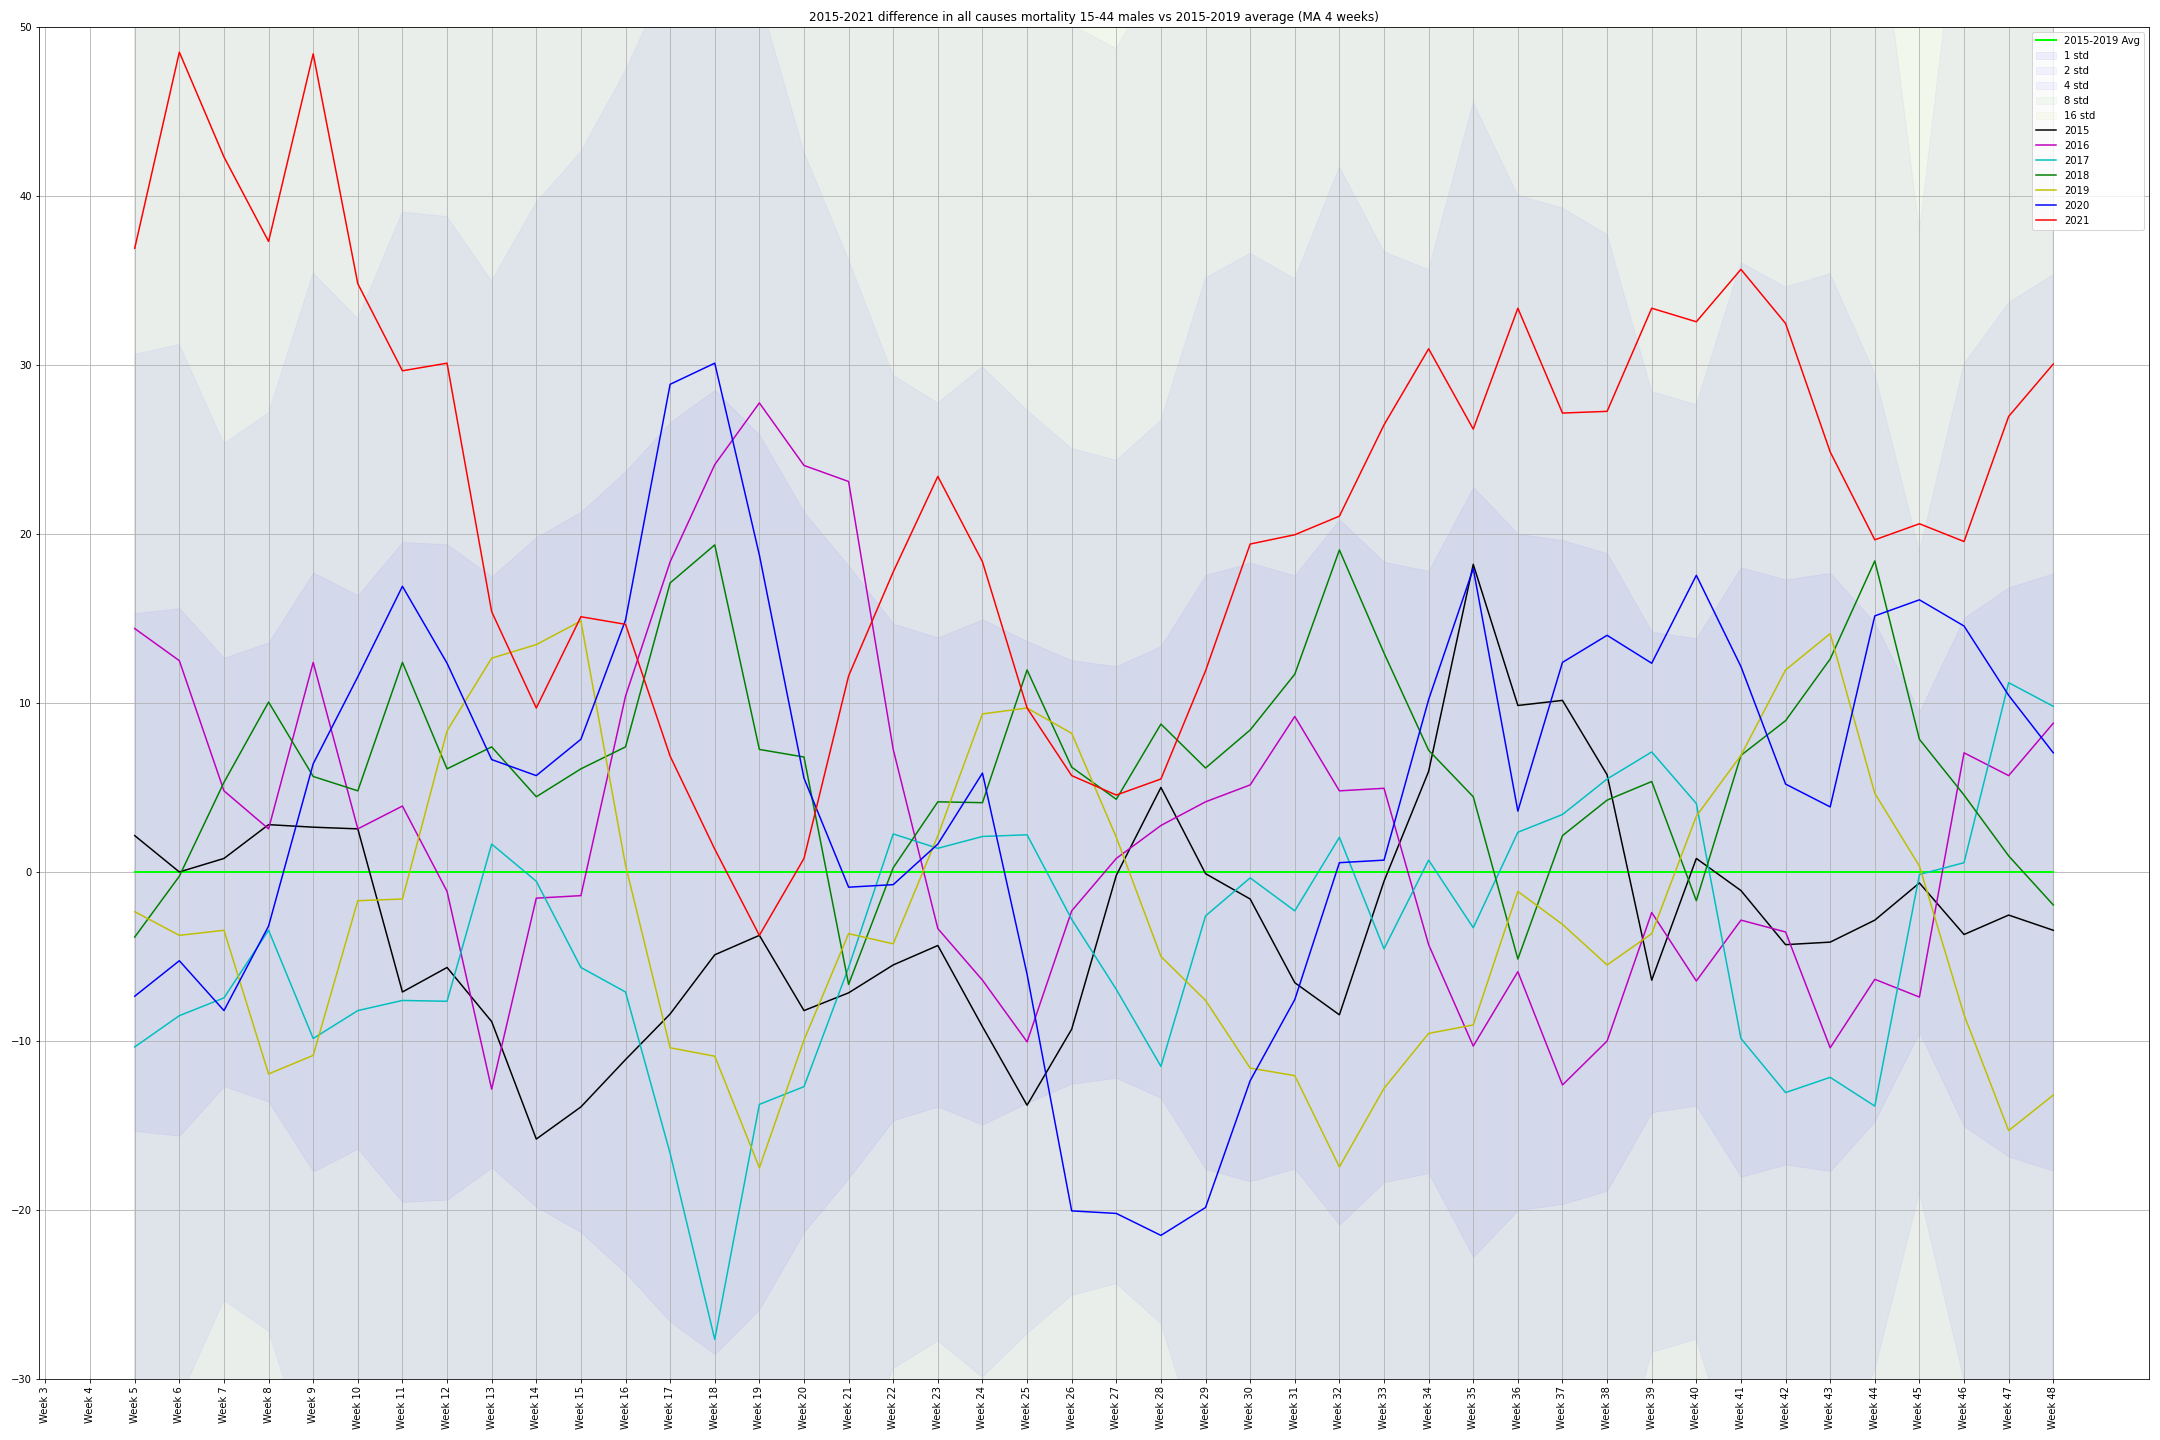 2015-2021 difference in all causes mortality 15-44 males vs 2015-2019 average (MA 4 weeks)
50
40
30
20
10
0
−10
−20
−30
2015-2019 Avg
1 std
2 std
4 std
8 std
16 std
2015
2016
2017
2018
2019
2020
2021
Week 3
Week 4
Week 5
Week 6
Week 7
Week 8
Week 9
Week 10
Week 11
Week 12
Week 13
Week 14
Week 15
Week 16
Week 17
Week 18
Week 19
Week 20
Week 21
Week 22
Week 23
Week 24
Week 25
Week 26
Week 27
Week 28
Week 29
Week 30
Week 31
Week 32
Week 33
Week 34
Week 35
Week 36
Week 37
Week 38
Week 39
Week 40
Week 41
Week 42
Week 43
Week 44
Week 45
Week 46
Week 47
Week 48